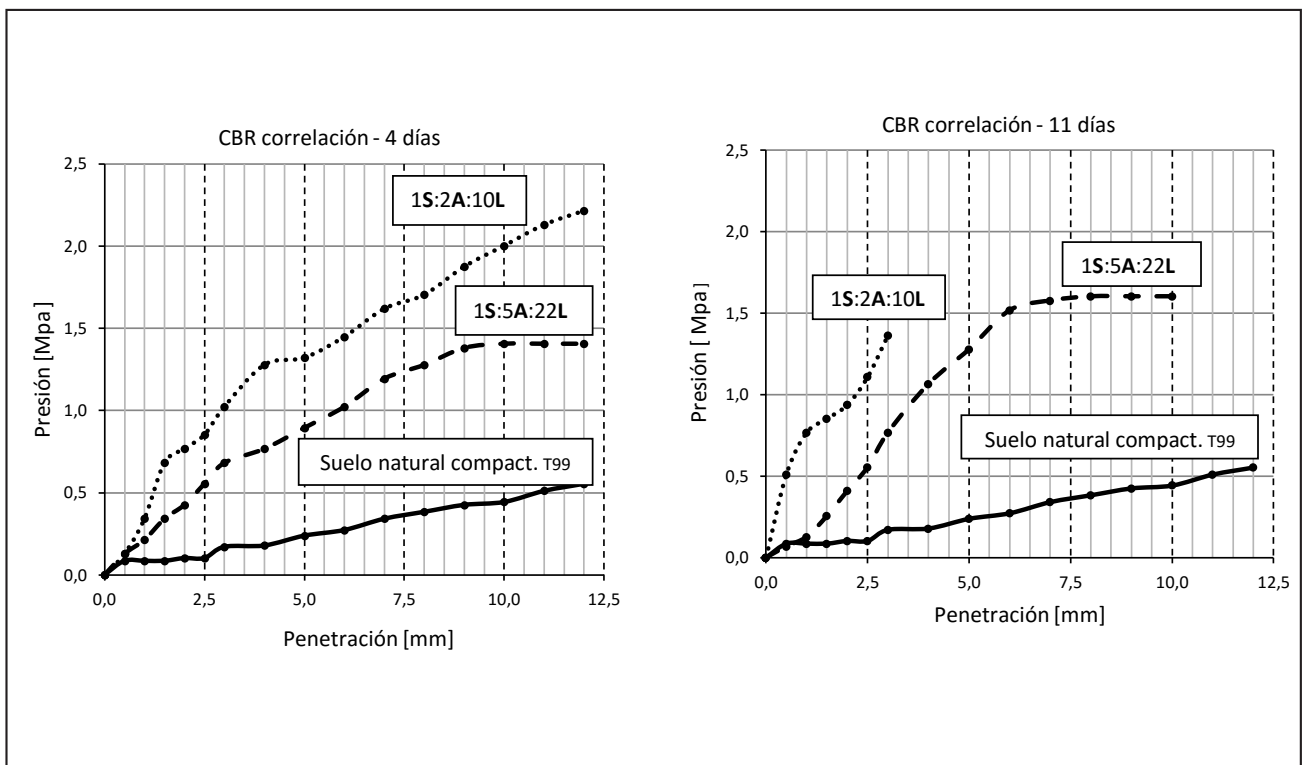 CBR correlación - 4 días
2,5
2,0
1,5
1,0
0,5
0,0
0,0 2,5 5,0 7,5 10,0 12,5
Presión [Mpa]
Penetración [mm]
1S:2A:10L
1S:5A:22L
Suelo natural compact. T99
CBR correlación - 11 días
2,5
2,0
1,5
1,0
0,5
0,0
0,0 2,5 5,0 7,5 10,0 12,5
Presión [ Mpa]
Penetración [mm]
1S:5A:22L
1S:2A:10L
Suelo natural compact. T99